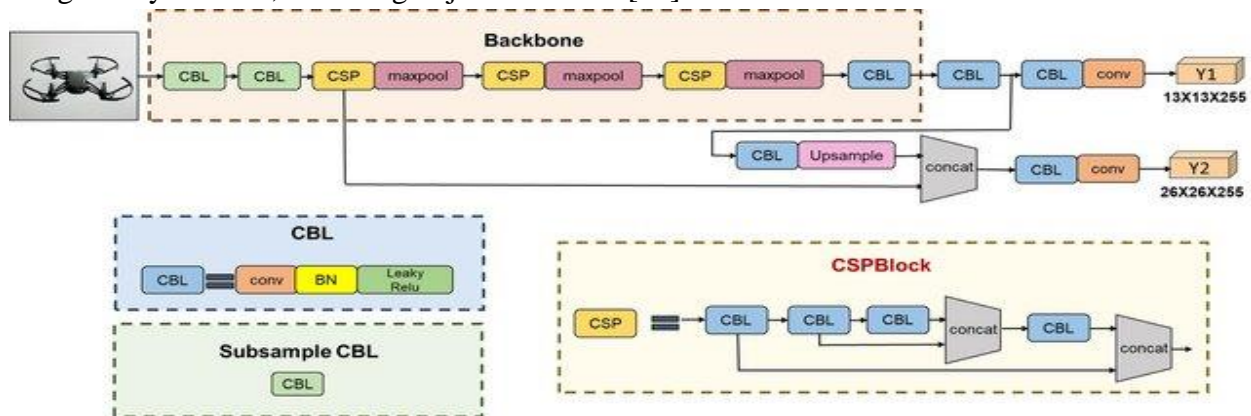 Backbone
CBL CBL CSP maxpool CSP maxpool CSP maxpool CBL CBL CBL conv Y1
13X13X255
CBL Upsample concat CBL conv Y2
26X26X255
CBL
CBL conv BN Leaky Relu
Subsample CBL
CBL
CSPBlock
CSP CBL CBL CBL concat CBL concat